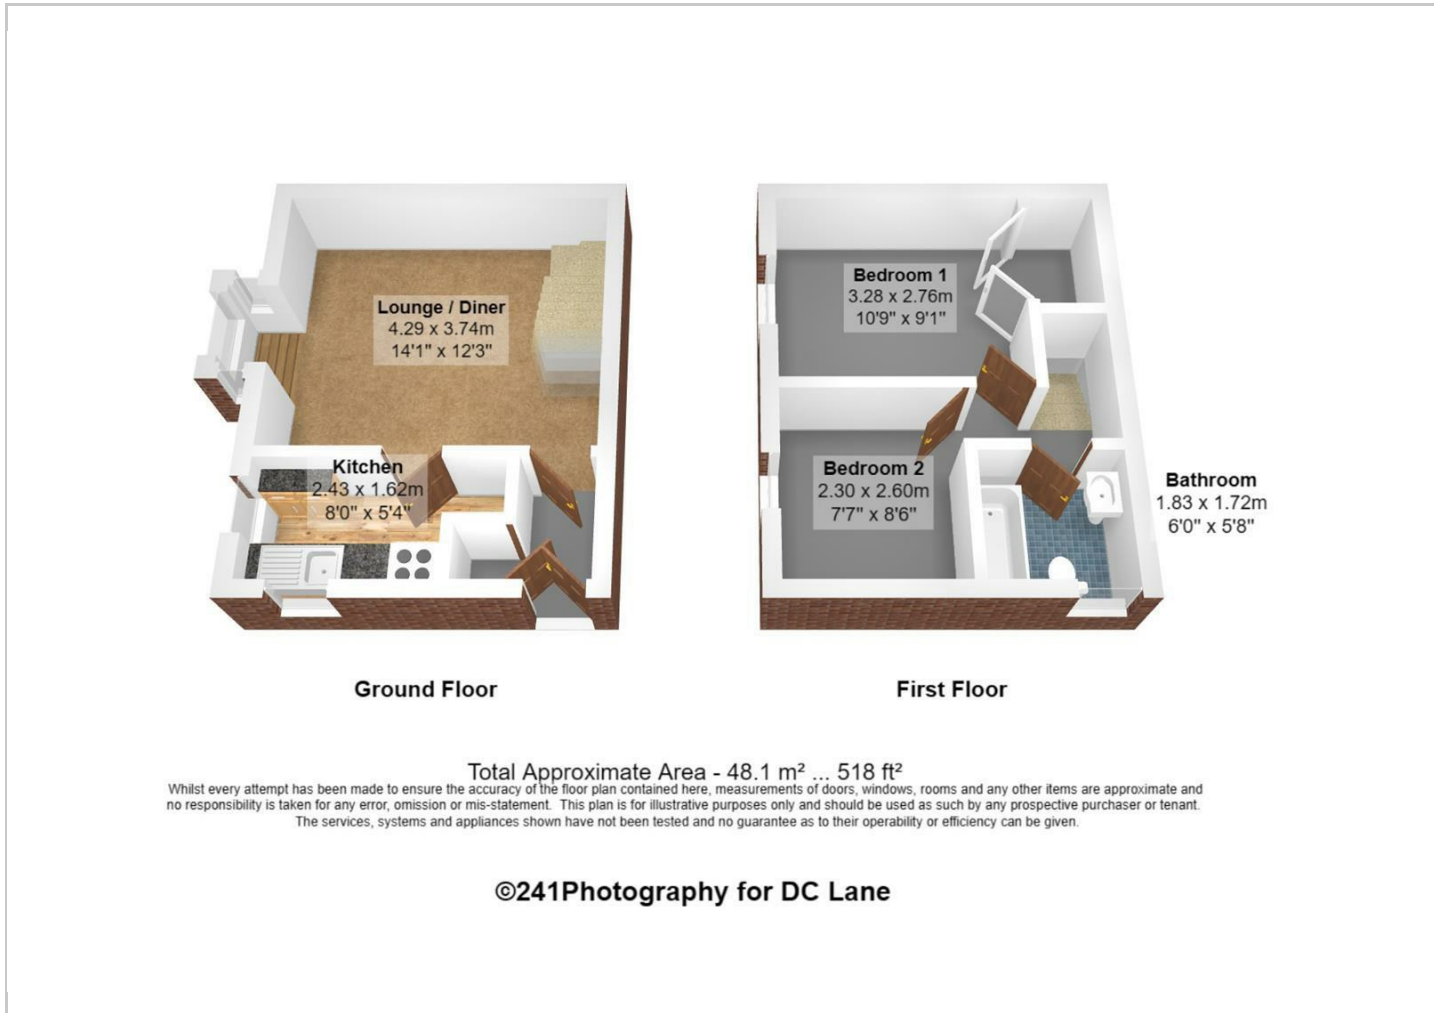 Lounge / Diner
4.29 x 3.74m
14'1" x 12'3"
Kitchen
2.43 x 1.62m
8'0" x 5'4"
Bedroom 1
3.28 x 2.76m
10'9" x 9'1"
Bedroom 2
2.30 x 2.60m
7'7" x 8'6"
Bathroom
1.83 x 1.72m
6'0" x 5'8"
Ground Floor
First Floor
Total Approximate Area - 48.1 m² ... 518 ft²
Whilst every attempt has been made to ensure the accuracy of the floor plan contained here, measurements of doors, windows, rooms and any other items are approximate and
no responsibility is taken for any error, omission or mis-statement. This plan is for illustrative purposes only and should be used as such by any prospective purchaser or tenant.
The services, systems and appliances shown have not been tested and no guarantee as to their operability or efficiency can be given.
©241Photography for DC Lane